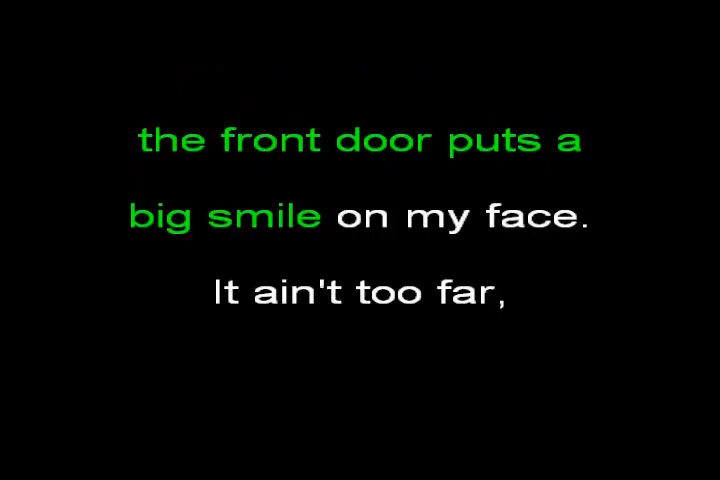 the front door puts a
big smile on my face.
It ain't too far,